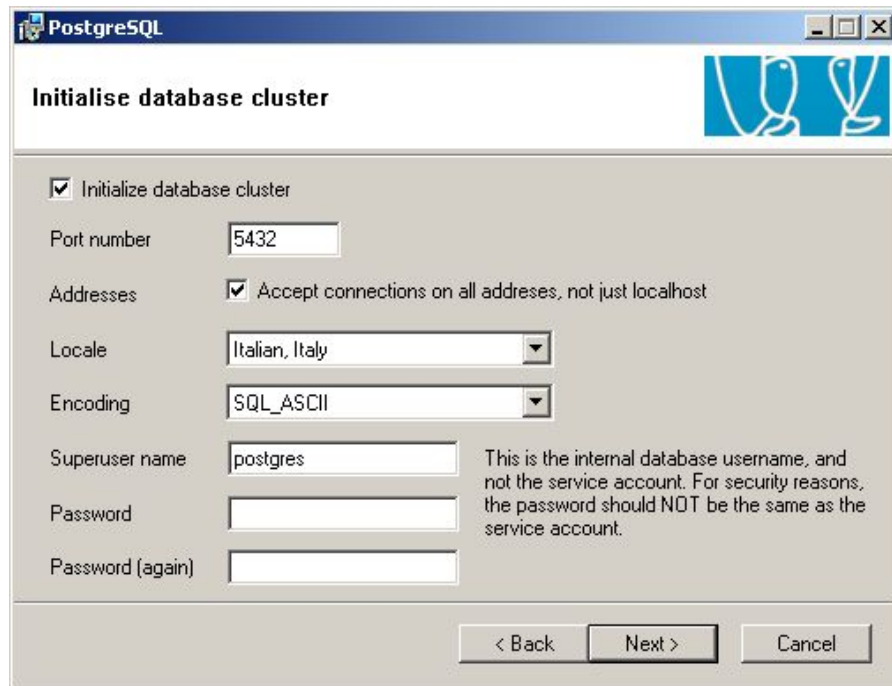 PostgreSQL
Initialise database cluster
Initialize database cluster
Port number 5432
Addresses Accept connections on all addreses, not just localhost
Locale Italian, Italy
Encoding SQL_ASCII
Superuser name postgres
This is the internal database username, and
not the service account. For security reasons,
the password should NOT be the same as the
service account.
Password
Password (again)
< Back Next > Cancel